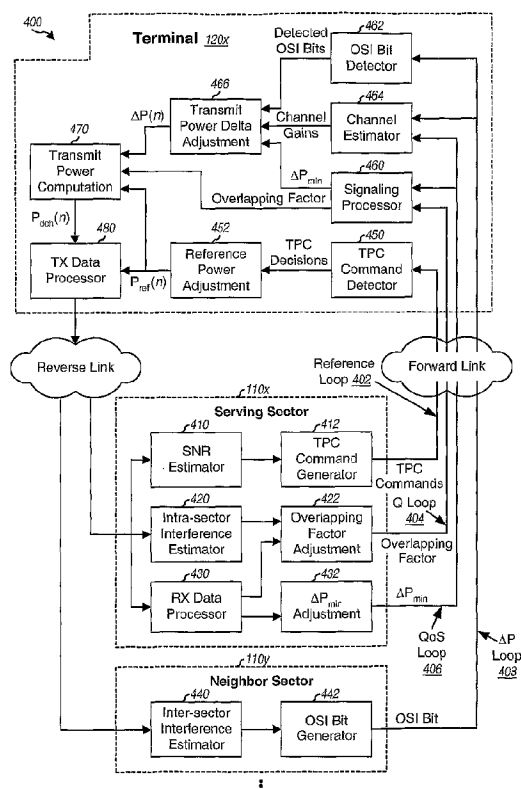 400
Terminal 120x
Detected
OSI Bits
462
OSI Bit
Detector
466
Transmit
Power Delta
Adjustment
Channel
Gains
464
Channel
Estimator
ΔP(n)
470
Transmit
Power
Computation
ΔPmin
460
Signaling
Processor
Overlapping Factor
Pdch(n)
480
TX Data
Processor
Pref(n)
452
Reference
Power
Adjustment
TPC
Decisions
450
TPC
Command
Detector
Reverse Link
Forward Link
Reference
Loop 402
110x
Serving Sector
410
SNR
Estimator
412
TPC
Command
Generator
TPC
Commands
Q Loop
404
420
Intra-sector
Interference
Estimator
422
Overlapping
Factor
Adjustment
Overlapping
Factor
430
RX Data
Processor
432
ΔPmin
Adjustment
ΔPmin
QoS
Loop
406
ΔP
Loop
408
110y
Neighbor Sector
440
Inter-sector
Interference
Estimator
442
OSI Bit
Generator
OSI Bit